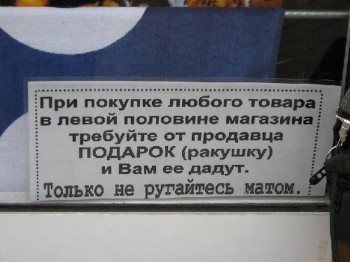 При покупке любого товара
в левой половине магазина
требуйте от продавца
ПОДАРОК (ракушку)
и Вам ее дадут.
Только не ругайтесь матом.